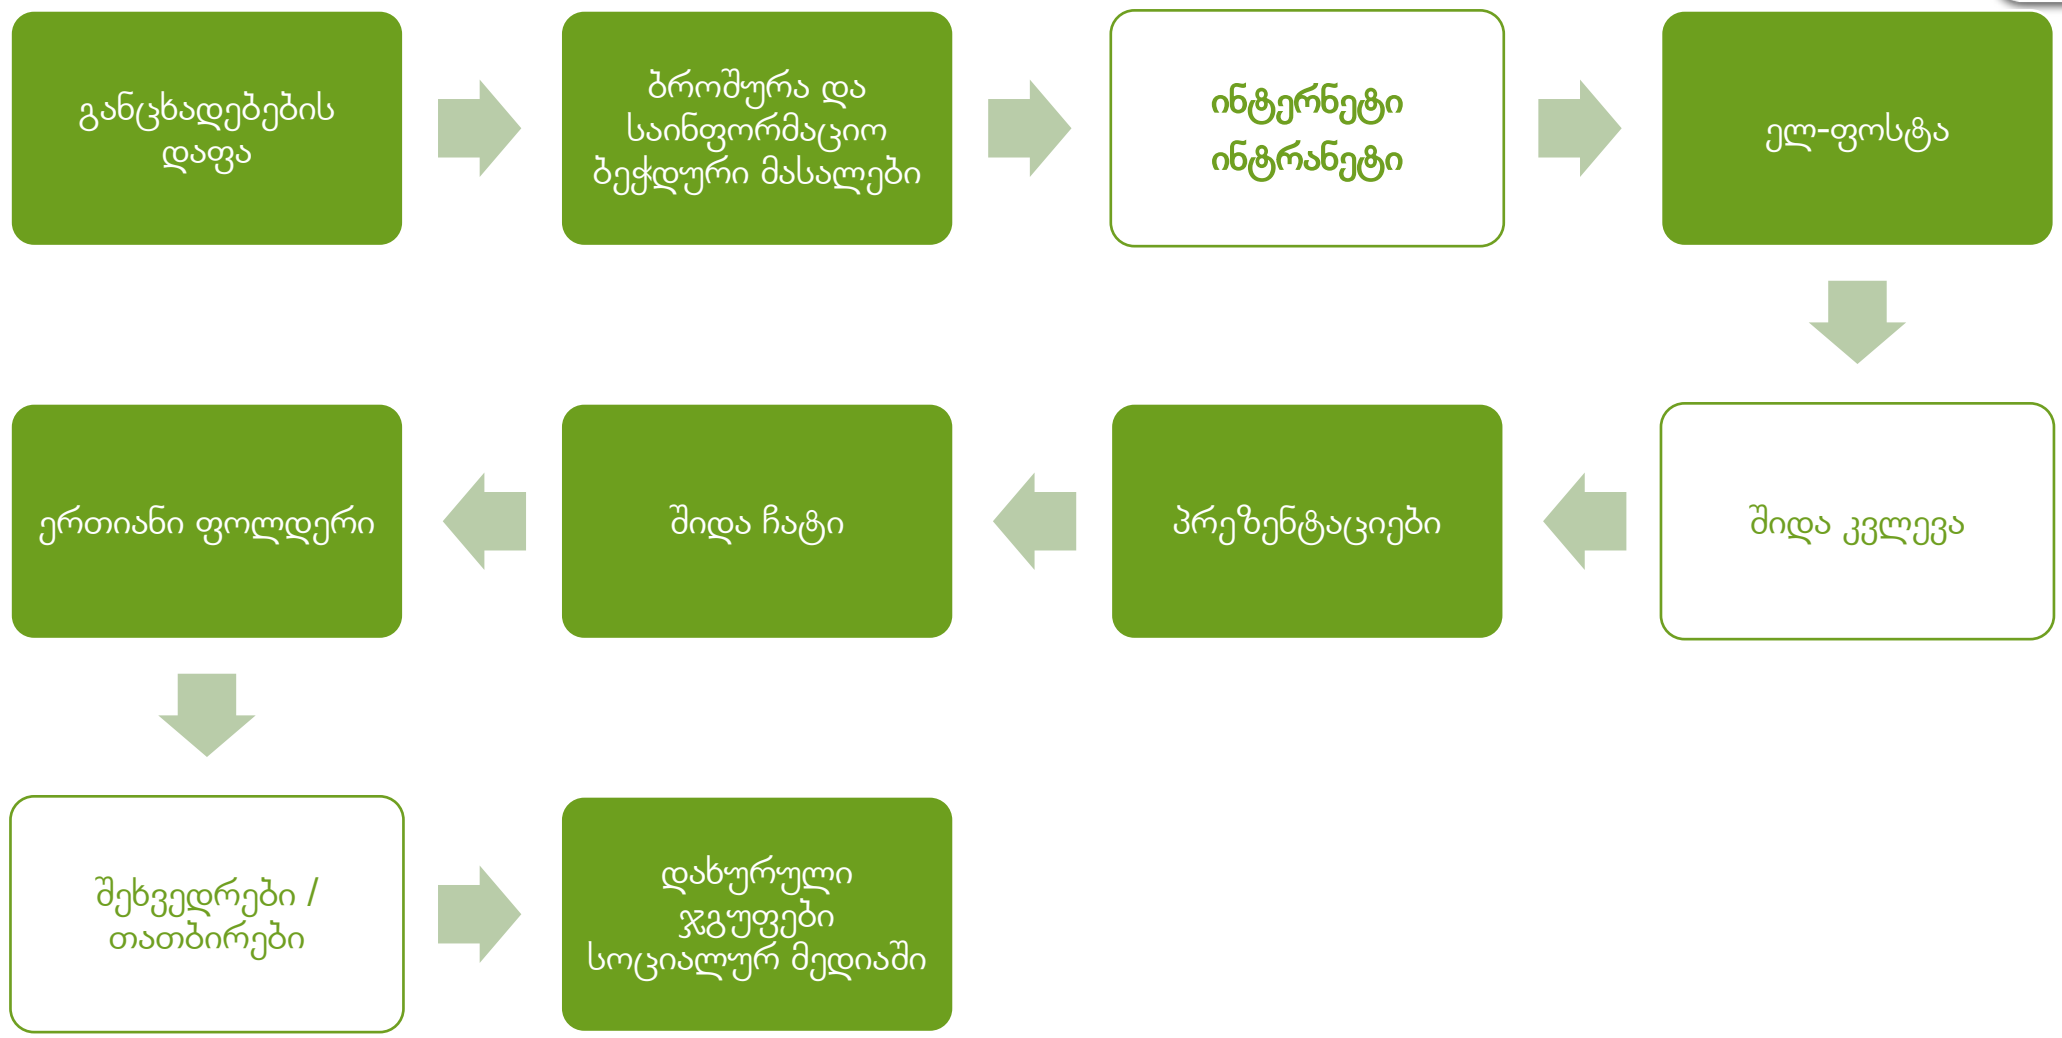 განცხადებების
დაფა
ბროშურა და
საინფორმაციო
ბეჭდური მასალები
ინტერნეტი
ინტრანეტი
ელ-ფოსტა
შიდა კვლევა
პრეზენტაციები
შიდა ჩატი
ერთიანი ფოლდერი
შეხვედრები /
თათბირები
დახურული
ჯგუფები
სოციალურ მედიაში